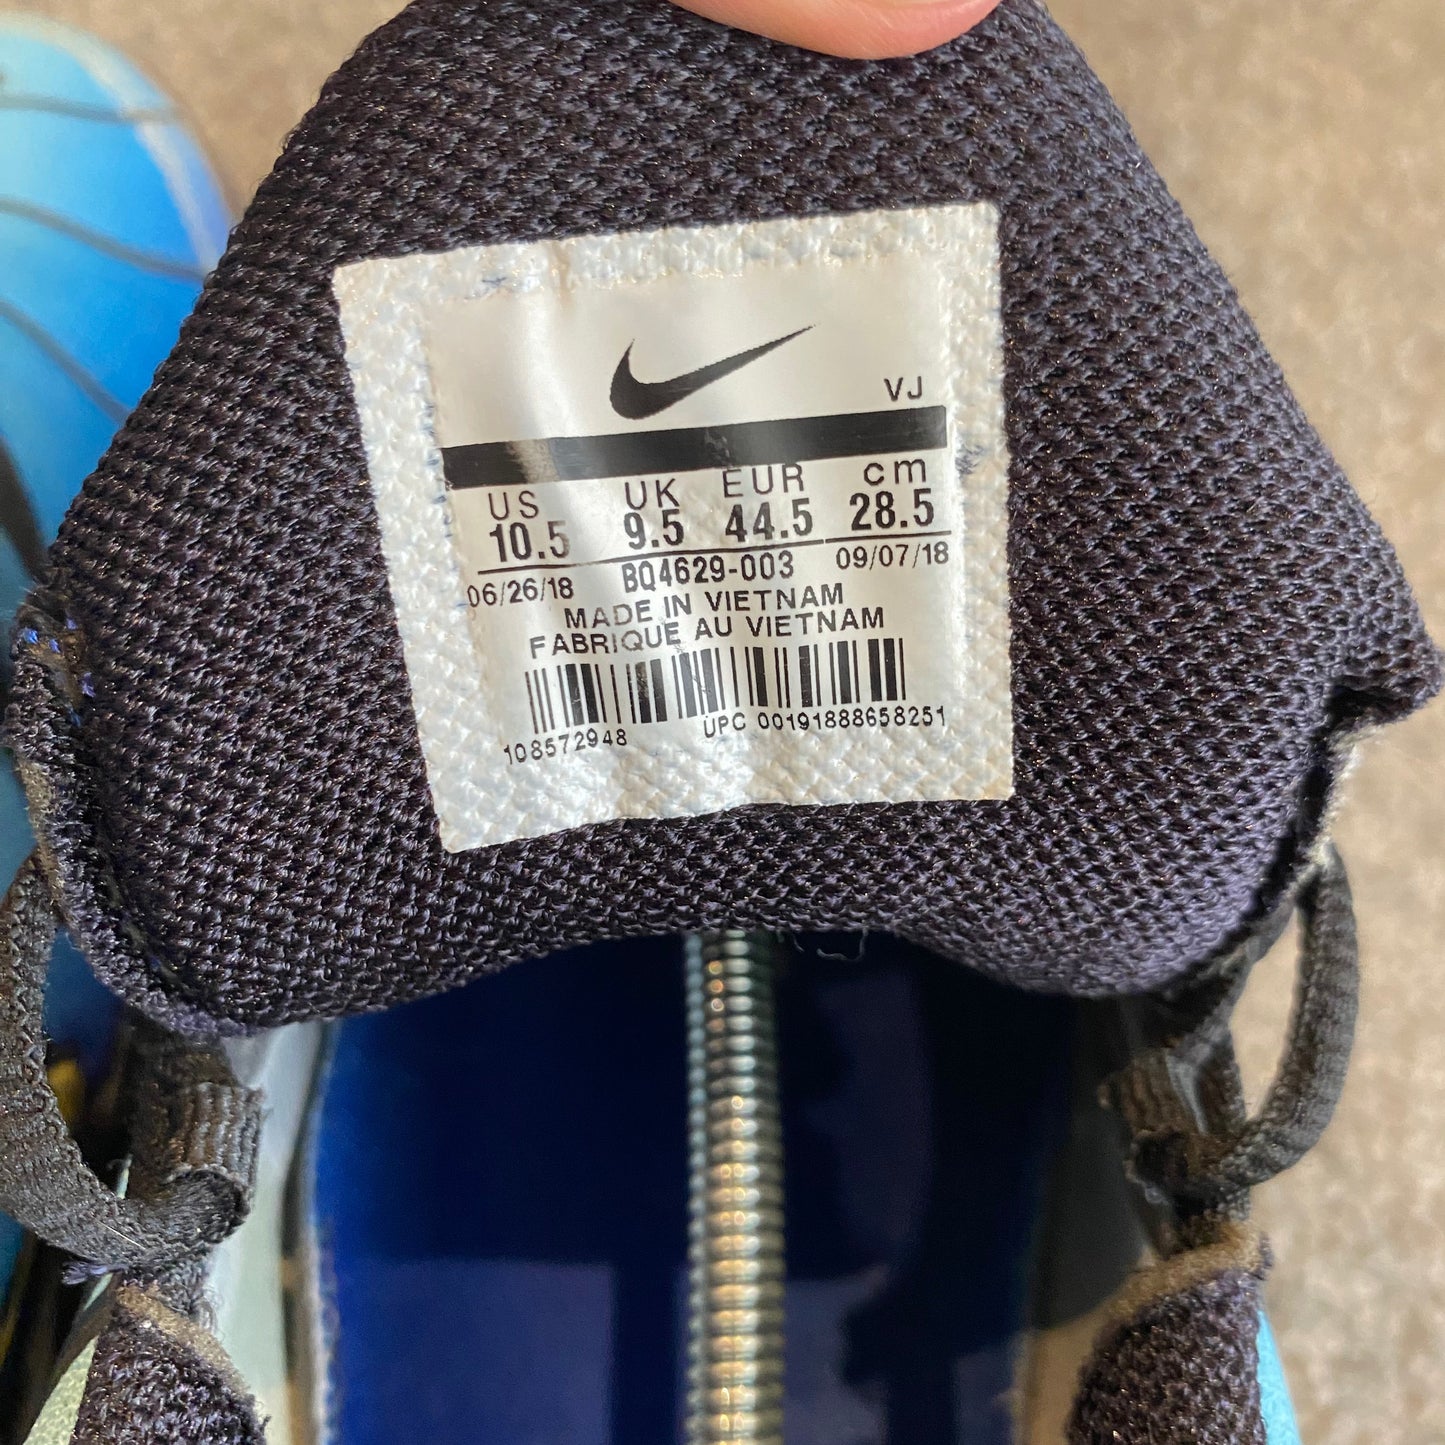 VJ
US UK EUR cm
10.5 9.5 44.5 28.5
06/26/18 BQ4629-003 09/07/18
MADE IN VIETNAM
FABRIQUE AU VIETNAM
108572948 UPC 00191888658251